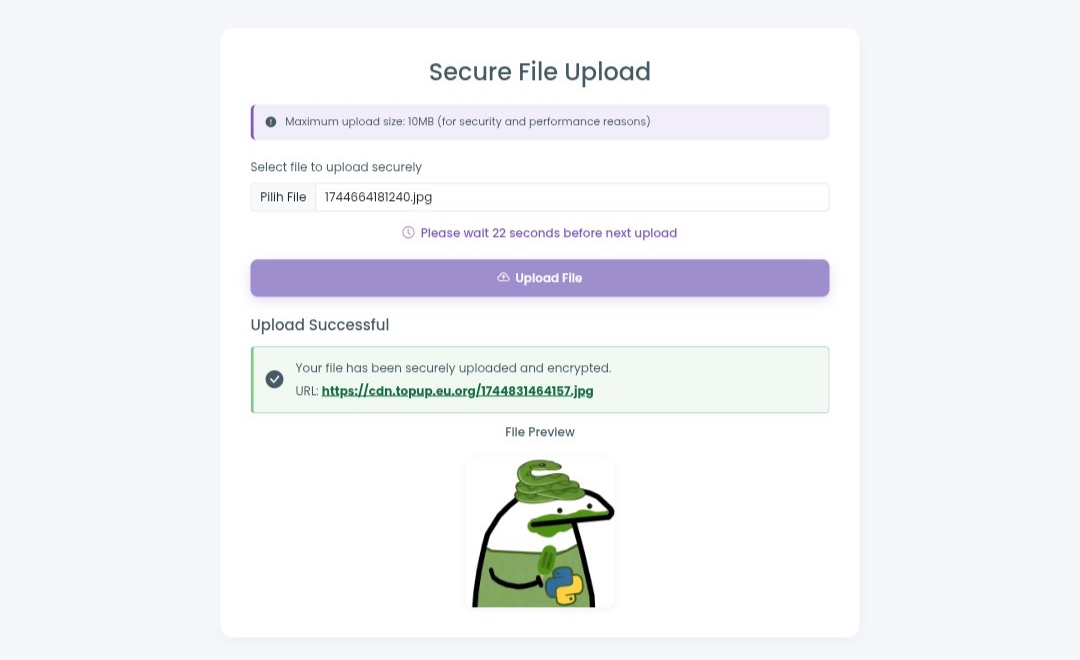 Secure File Upload
Maximum upload size: 10MB (for security and performance reasons)
Select file to upload securely
Pilih File 1744664181240.jpg
Please wait 22 seconds before next upload
Upload File
Upload Successful
Your file has been securely uploaded and encrypted.
URL: https://cdn.topup.eu.org/1744831464157.jpg
File Preview